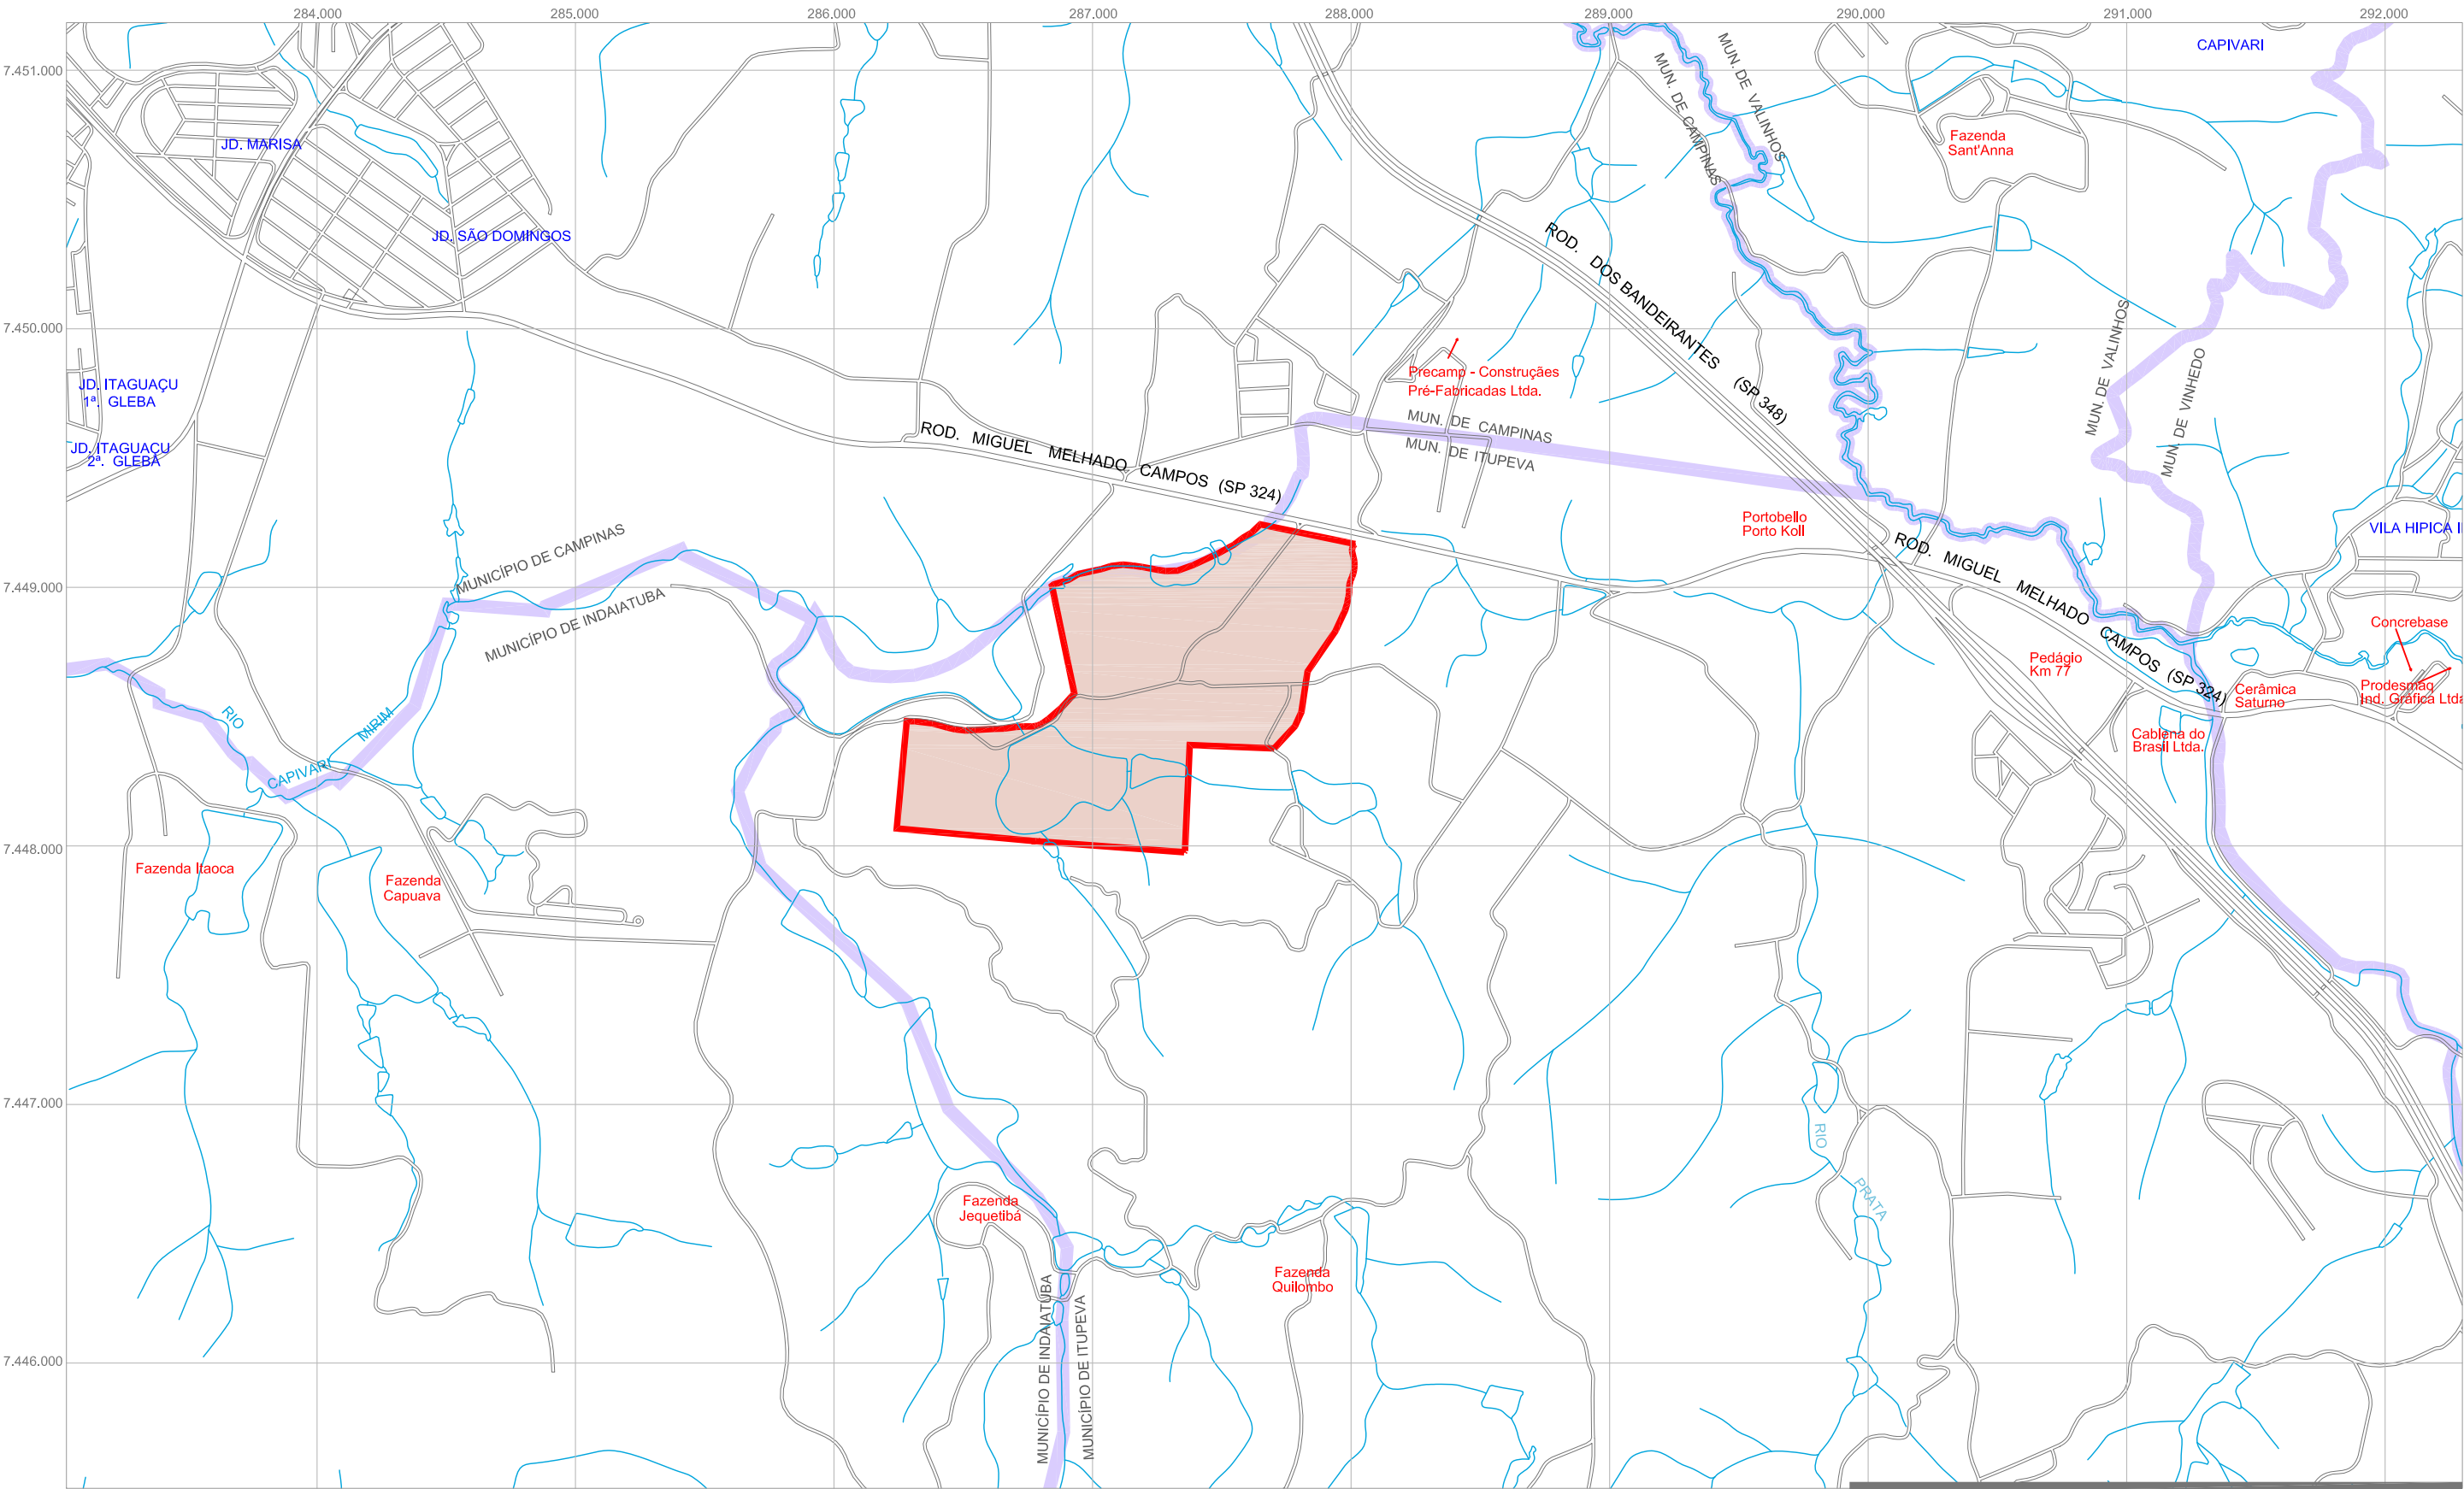 284.000
285.000
286.000
287.000
288.000
289.000
290.000
291.000
292.000
7.451.000
7.450.000
7.449.000
7.448.000
7.447.000
7.446.000
CAPIVARI
MUN. DE VALINHOS
MUN. DE CAMPINAS
JD. MARISA
Fazenda
Sant'Anna
JD. SÃO DOMINGOS
ROD. DOS BANDEIRANTES (SP 348)
JD. ITAGUAÇU
1ª. GLEBA
JD. ITAGUAÇU
2ª. GLEBA
Precamp - Construçães
Pré-Fabricadas Ltda.
MUN. DE VALINHOS
MUN. DE VINHEDO
MUN. DE CAMPINAS
MUN. DE ITUPEVA
ROD. MIGUEL MELHADO CAMPOS (SP 324)
Portobello
Porto Koll
VILA HIPICA I
MUNICÍPIO DE CAMPINAS
MUNICÍPIO DE INDAIATUBA
ROD. MIGUEL MELHADO CAMPOS (SP 324)
Concrebase
Pedágio
Km 77
Cerâmica
Saturno
Prodesmaq
Ind. Gráfica Ltda
RIO
CAPIVARI
MIRIM
Cablena do
Brasil Ltda.
Fazenda Itaoca
Fazenda
Capuava
RIO
PRATA
Fazenda
Jequetibá
Fazenda
Quilombo
MUNICÍPIO DE INDAIATUBA
MUNICÍPIO DE ITUPEVA